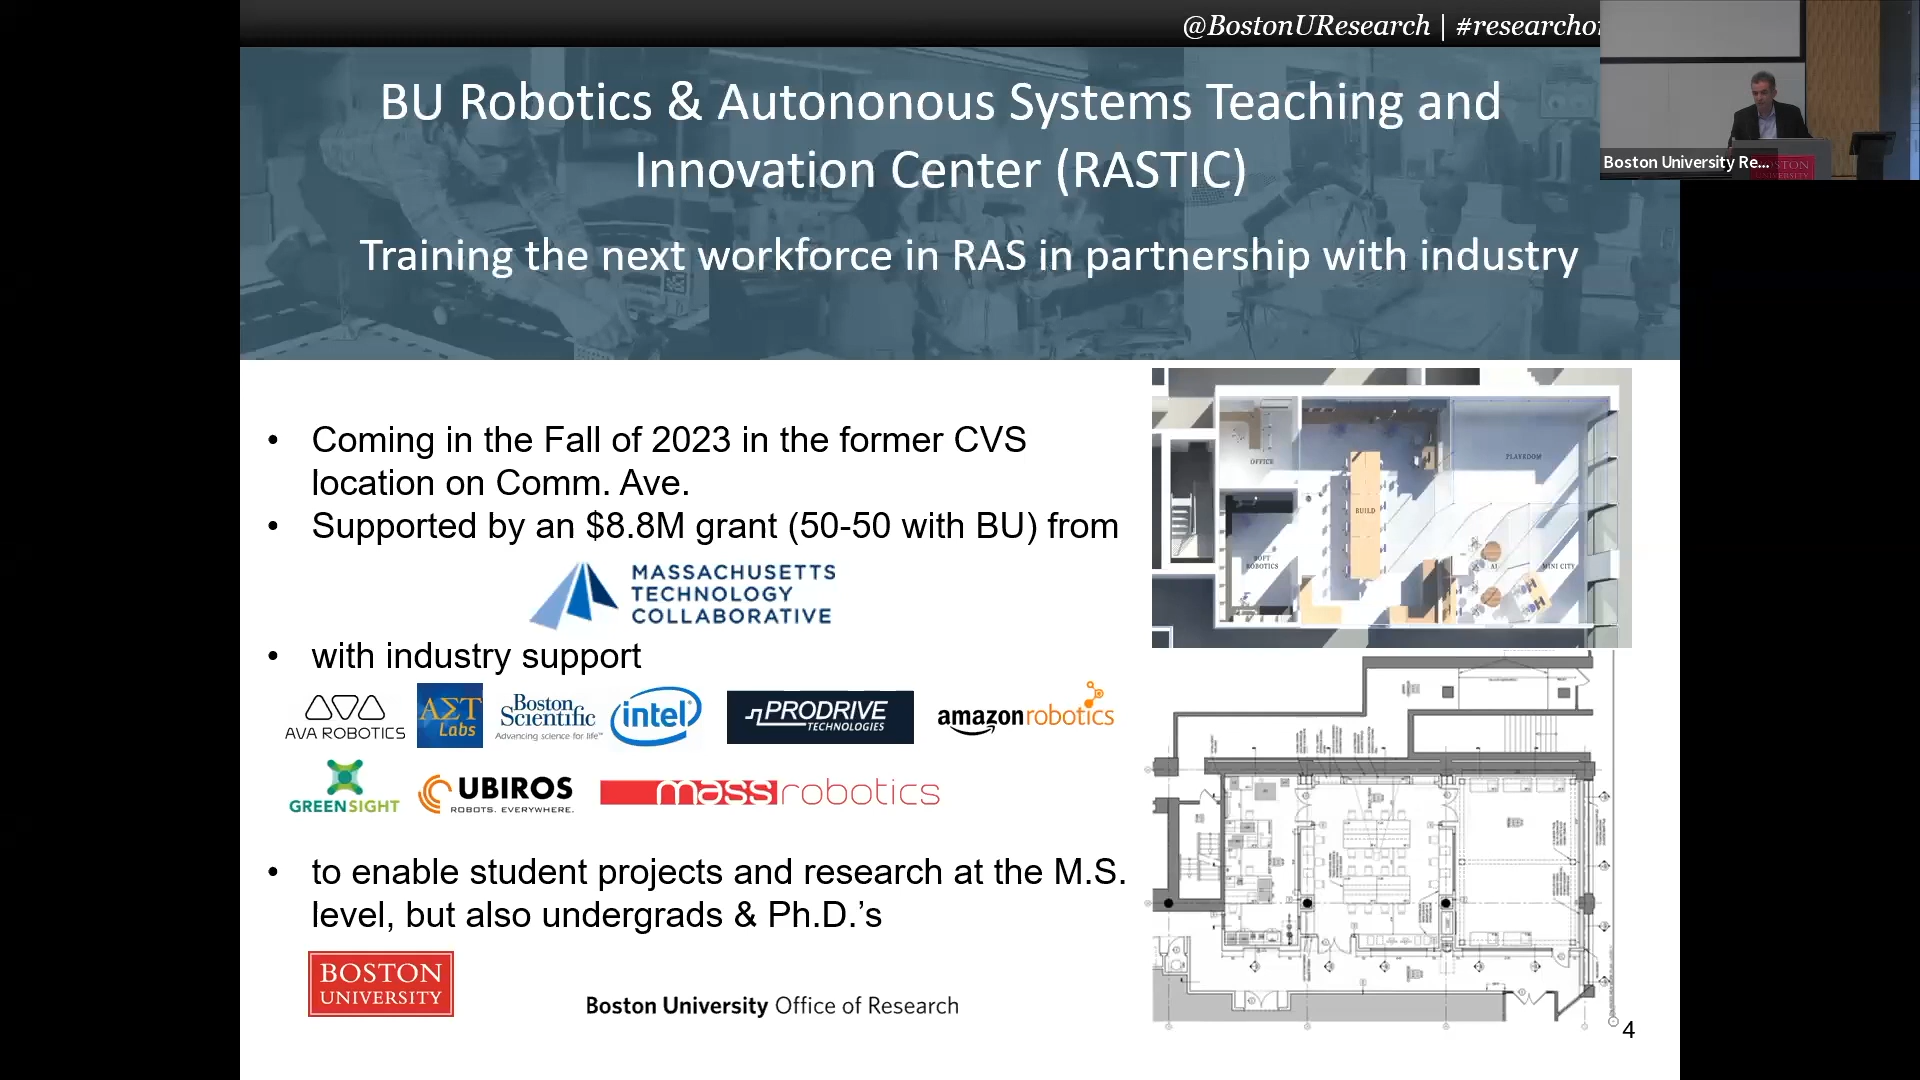 @BostonUResearch | #researcho
BU Robotics & Autononous Systems Teaching and
Innovation Center (RASTIC)
Training the next workforce in RAS in partnership with industry
Boston University Re...
BOSTON
UNIVERSITY
• Coming in the Fall of 2023 in the former CVS
location on Comm. Ave.
• Supported by an $8.8M grant (50-50 with BU) from
MASSACHUSETTS
TECHNOLOGY
COLLABORATIVE
• with industry support
AVA ROBOTICS
ΑΣΤ
Labs
Boston
Scientific
Advancing science for life™
intel
PRODRIVE
TECHNOLOGIES
amazonrobotics
GREENSIGHT
UBIROS
ROBOTS. EVERYWHERE.
massrobotics
• to enable student projects and research at the M.S.
level, but also undergrads & Ph.D.’s
OFFICE
PLAYROOM
BUILD
SOFT
ROBOTICS
AI
MINI CITY
BOSTON
UNIVERSITY
Boston University Office of Research
4